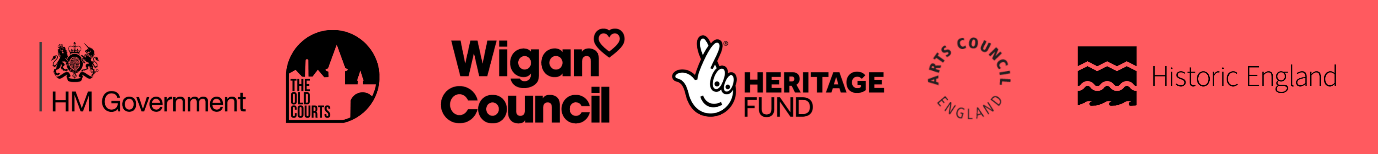 HM Government
THE
OLD
COURTS
Wigan
Council
HERITAGE
FUND
ARTS COUNCIL
ENGLAND
Historic England